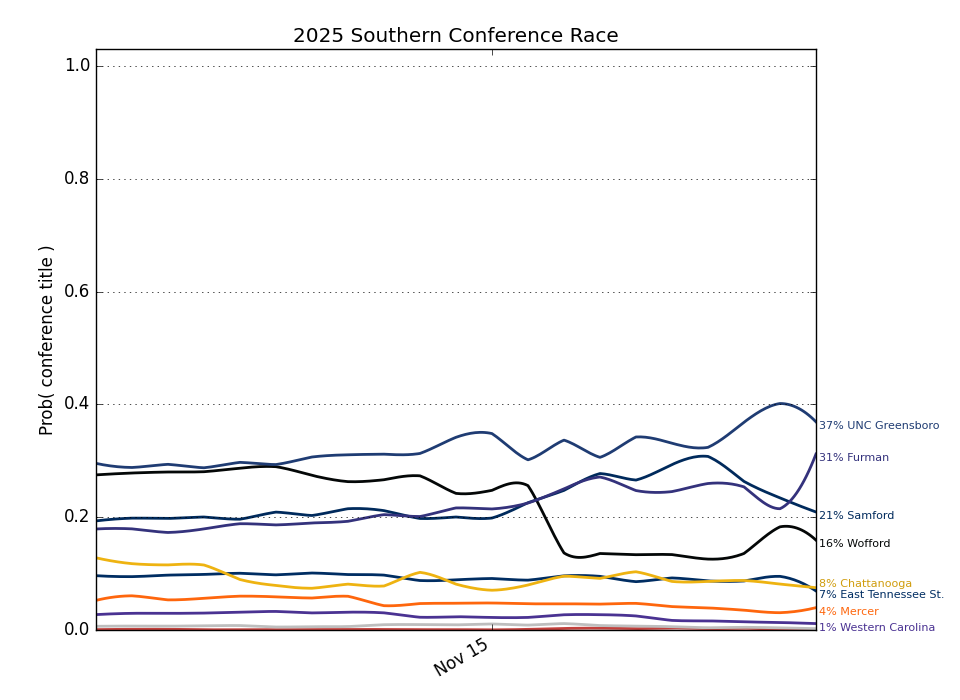 2025 Southern Conference Race
1.0
0.8
0.6
0.4
0.2
0.0
Prob( conference title )
Nov 15
37% UNC Greensboro
31% Furman
21% Samford
16% Wofford
8% Chattanooga
7% East Tennessee St.
4% Mercer
1% Western Carolina